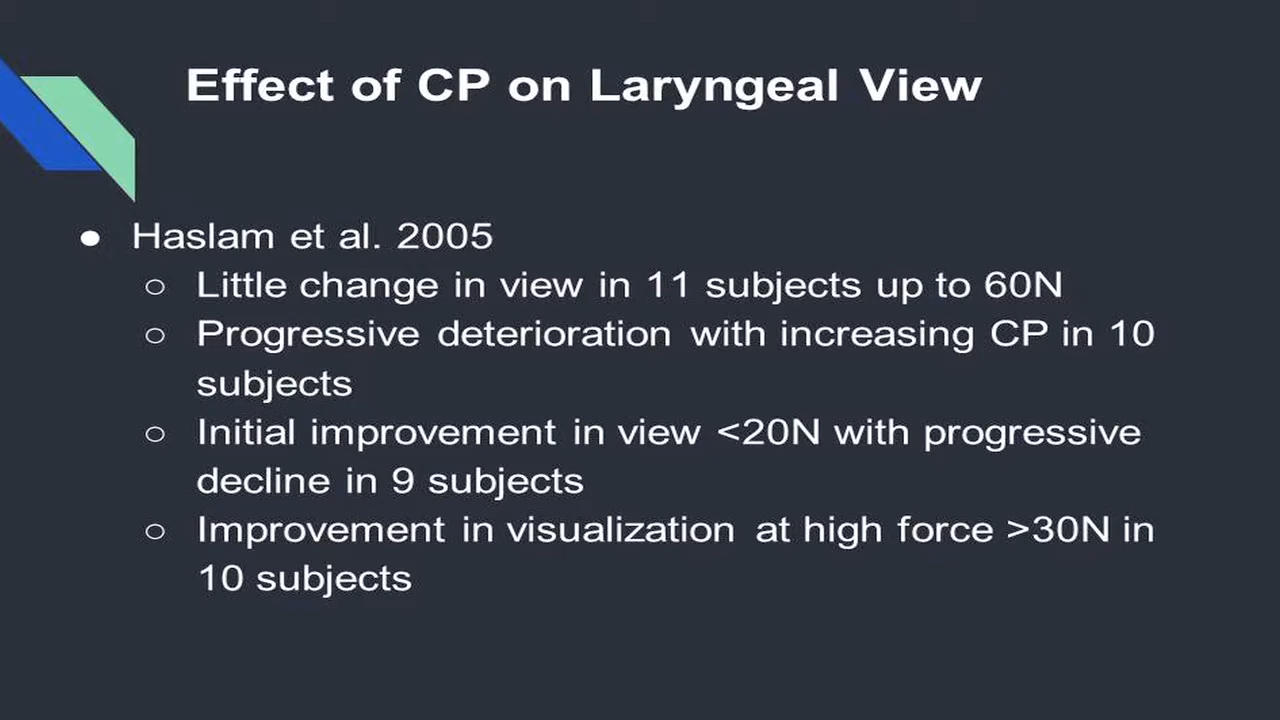 Effect of CP on Laryngeal View
● Haslam et al. 2005
○ Little change in view in 11 subjects up to 60N
○ Progressive deterioration with increasing CP in 10
subjects
○ Initial improvement in view <20N with progressive
decline in 9 subjects
○ Improvement in visualization at high force >30N in
10 subjects